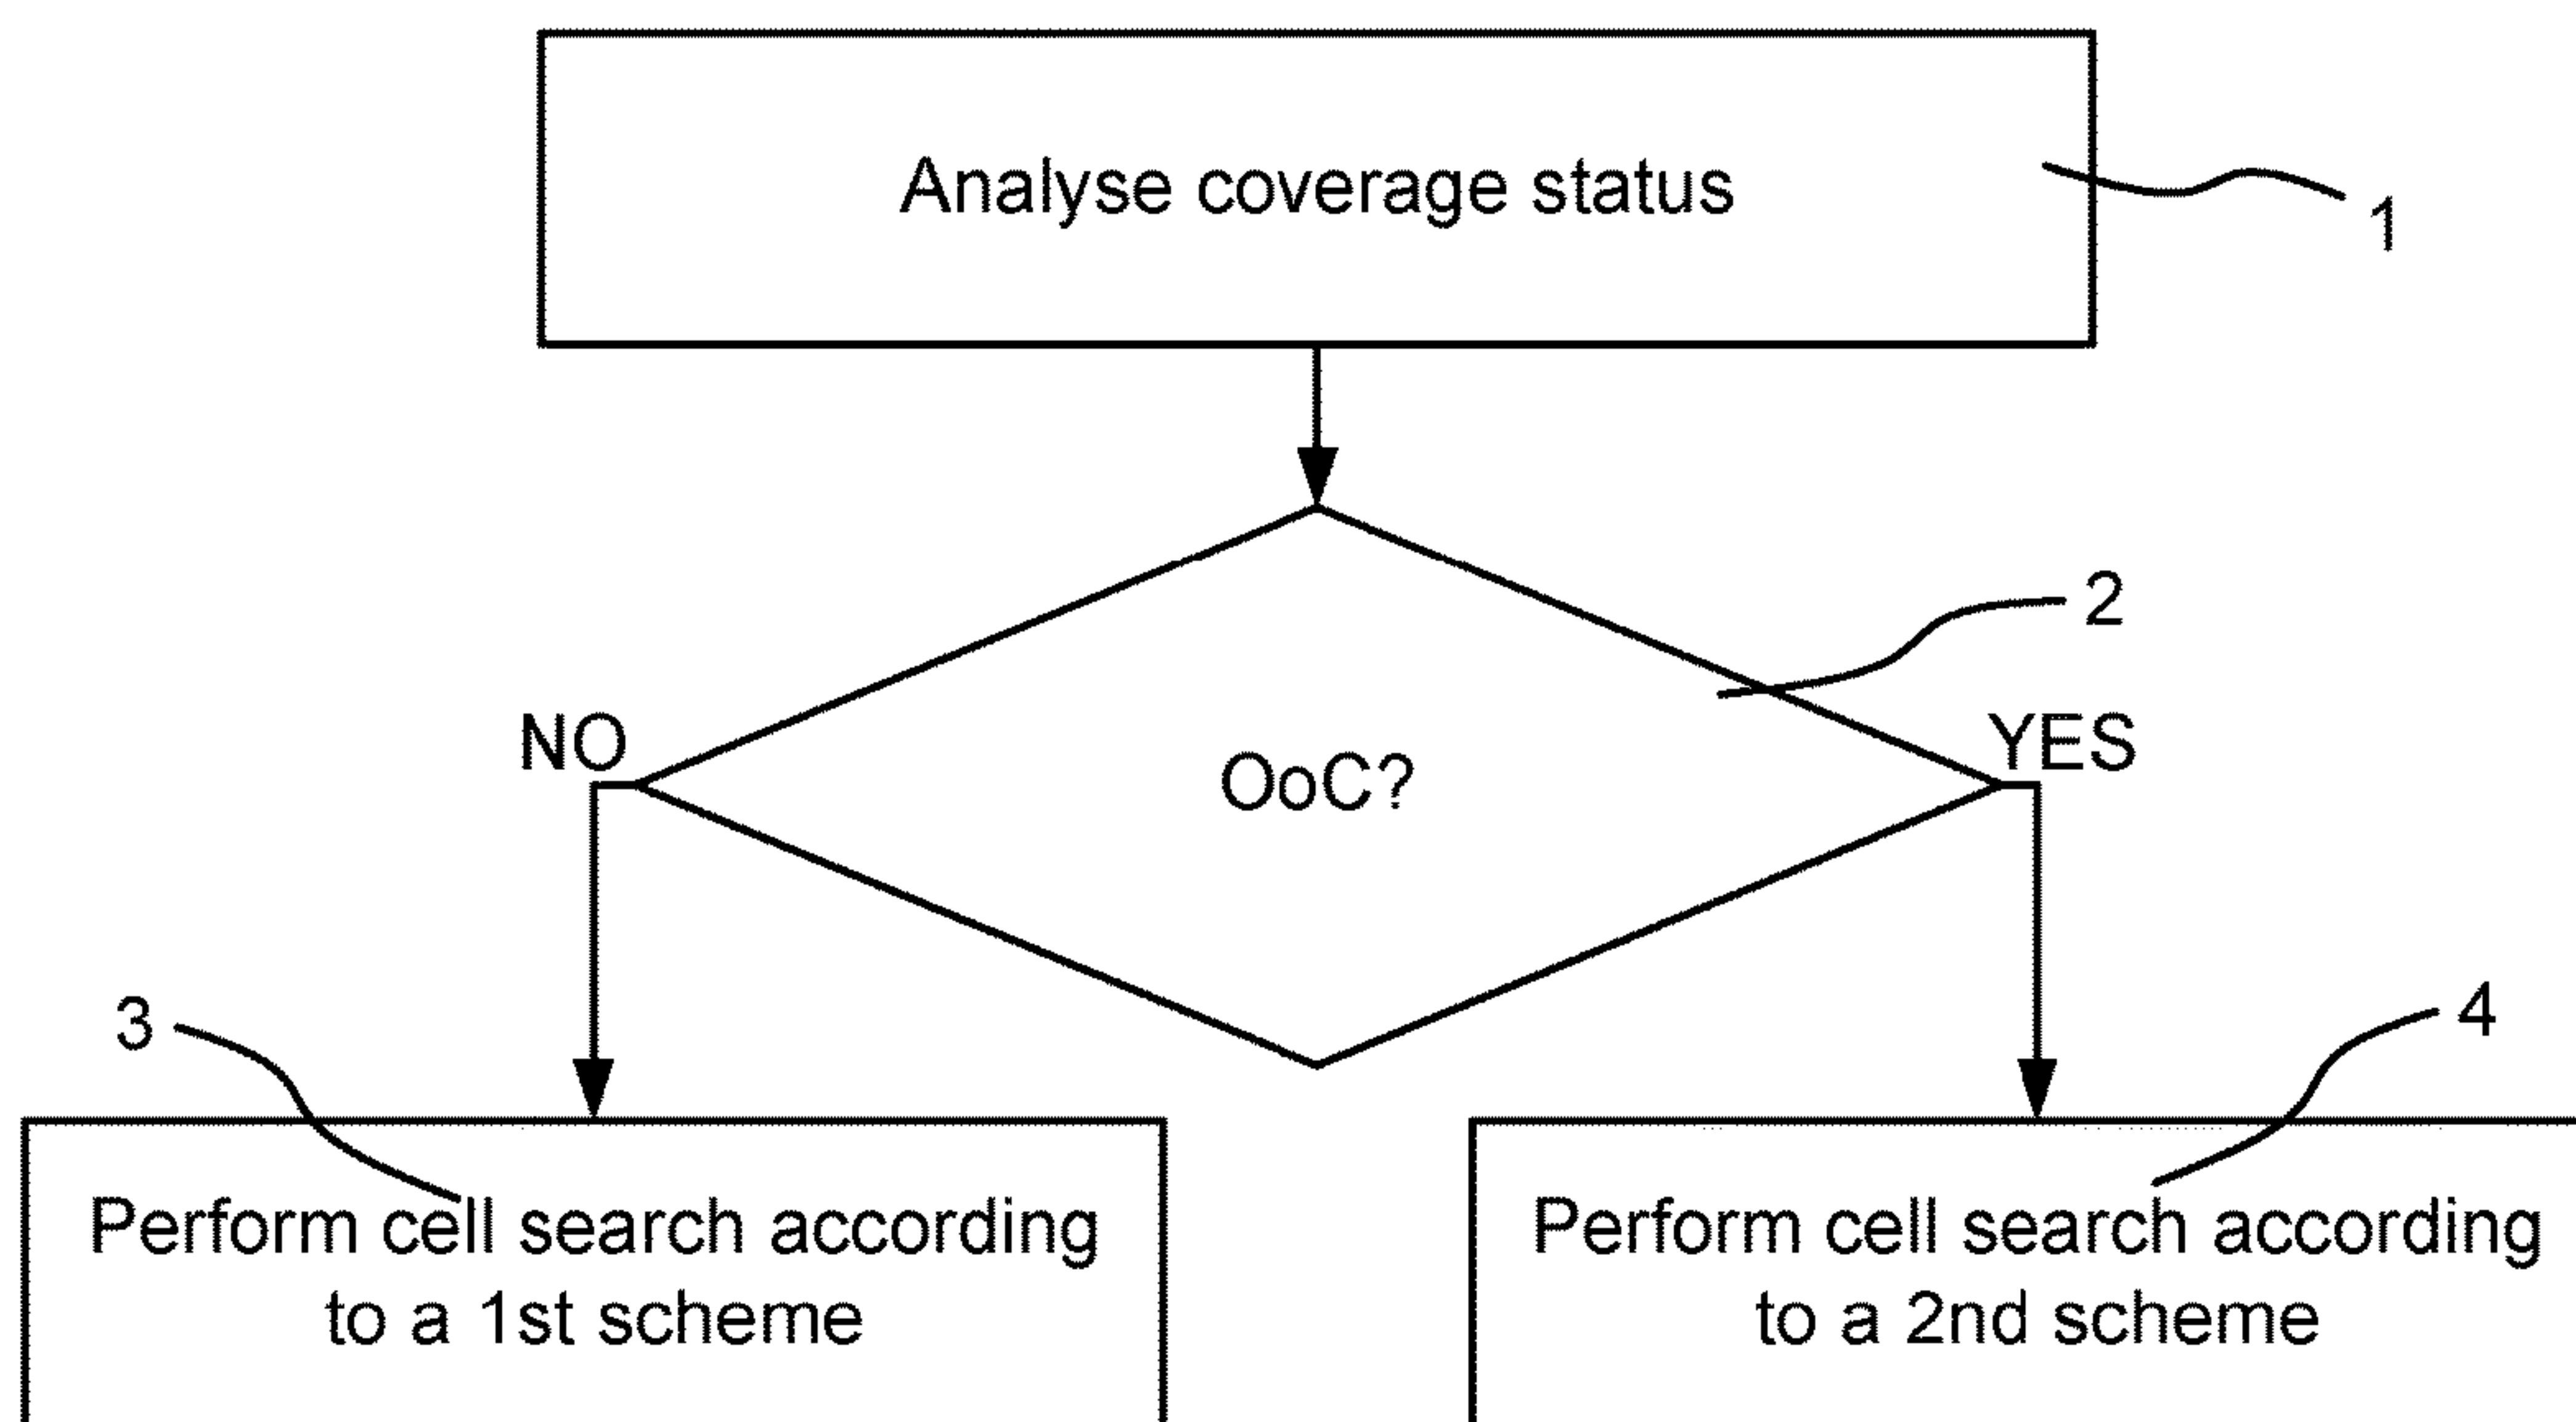 Analyse coverage status
1
2
NO
YES
OoC?
3
4
Perform cell search according
to a 1st scheme
Perform cell search according
to a 2nd scheme